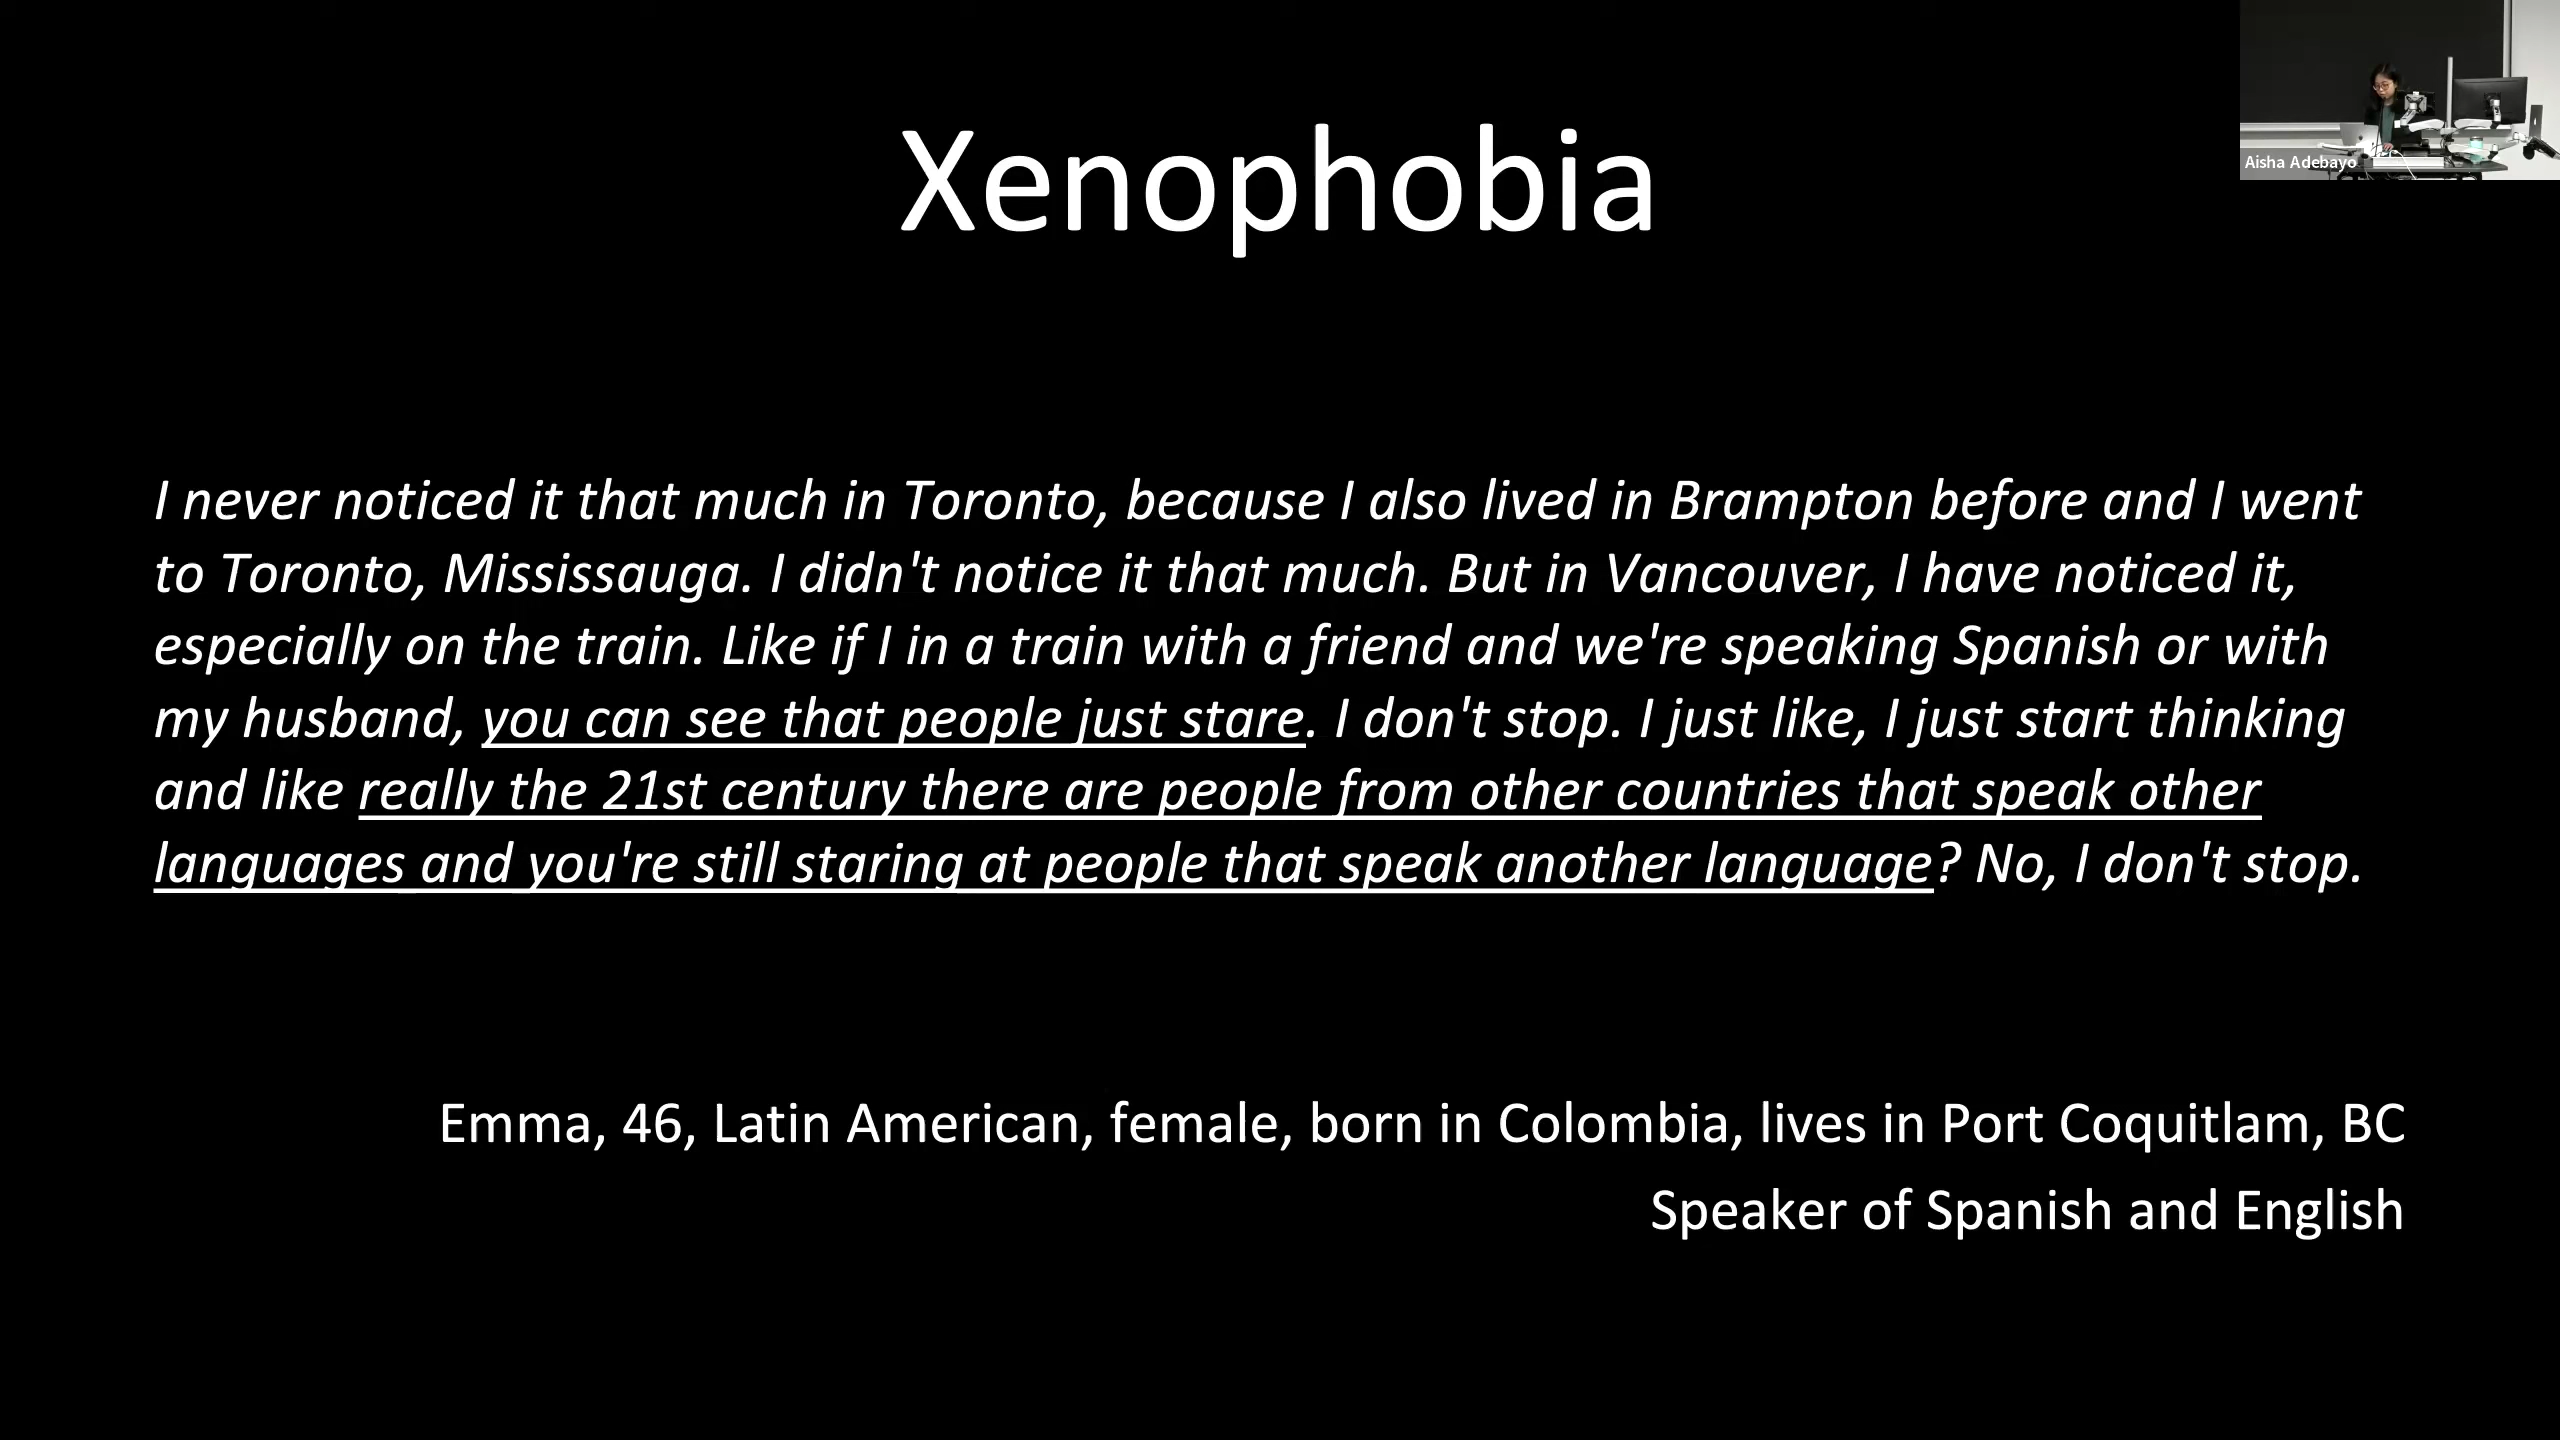 Xenophobia
Aisha Adebayo
I never noticed it that much in Toronto, because I also lived in Brampton before and I went
to Toronto, Mississauga. I didn't notice it that much. But in Vancouver, I have noticed it,
especially on the train. Like if I in a train with a friend and we're speaking Spanish or with
my husband, you can see that people just stare. I don't stop. I just like, I just start thinking
and like really the 21st century there are people from other countries that speak other
languages and you're still staring at people that speak another language? No, I don't stop.
Emma, 46, Latin American, female, born in Colombia, lives in Port Coquitlam, BC
Speaker of Spanish and English